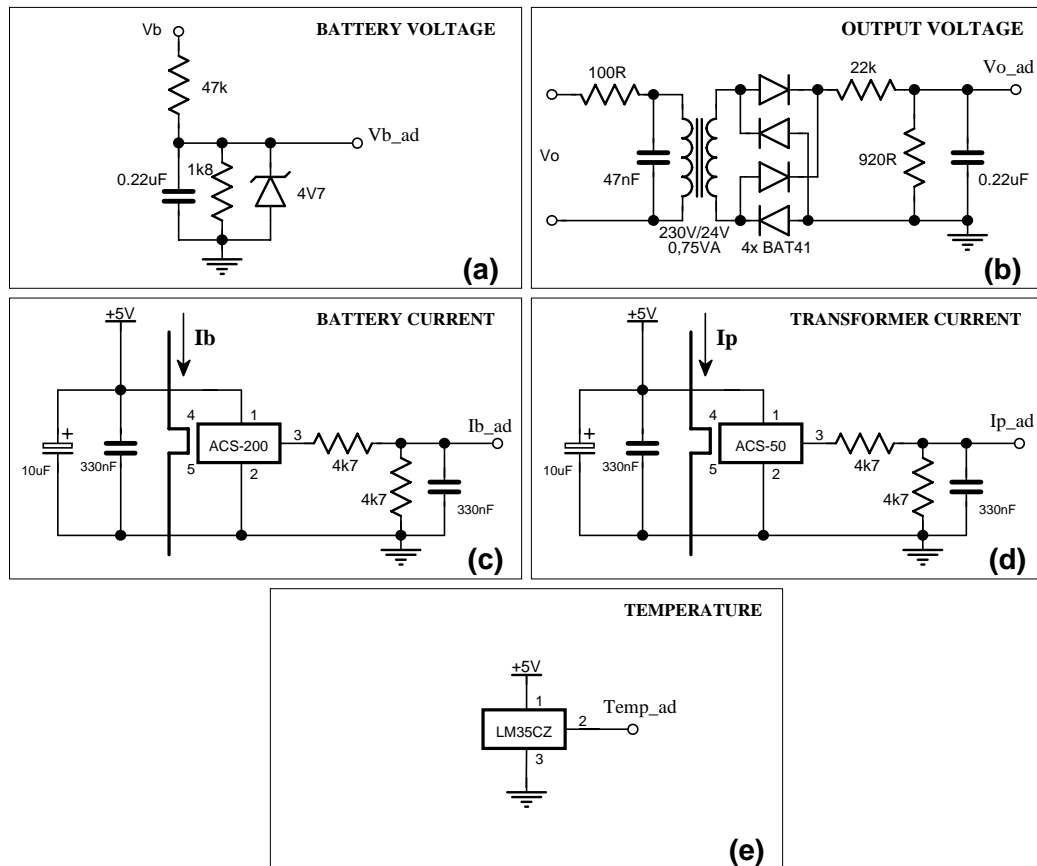 BATTERY VOLTAGE
Vb
47k
Vb_ad
0.22uF
1k8
4V7
(a)
OUTPUT VOLTAGE
100R
22k
Vo_ad
Vo
47nF
920R
0.22uF
230V/24V
0,75VA
4x BAT41
(b)
BATTERY CURRENT
+5V
Ib
4
1
ACS-200
3
Ib_ad
+
10uF
330nF
5
2
4k7
4k7
330nF
(c)
TRANSFORMER CURRENT
+5V
Ip
4
1
ACS-50
3
Ip_ad
+
10uF
330nF
5
2
4k7
4k7
330nF
(d)
TEMPERATURE
+5V
1
LM35CZ
2
Temp_ad
3
(e)